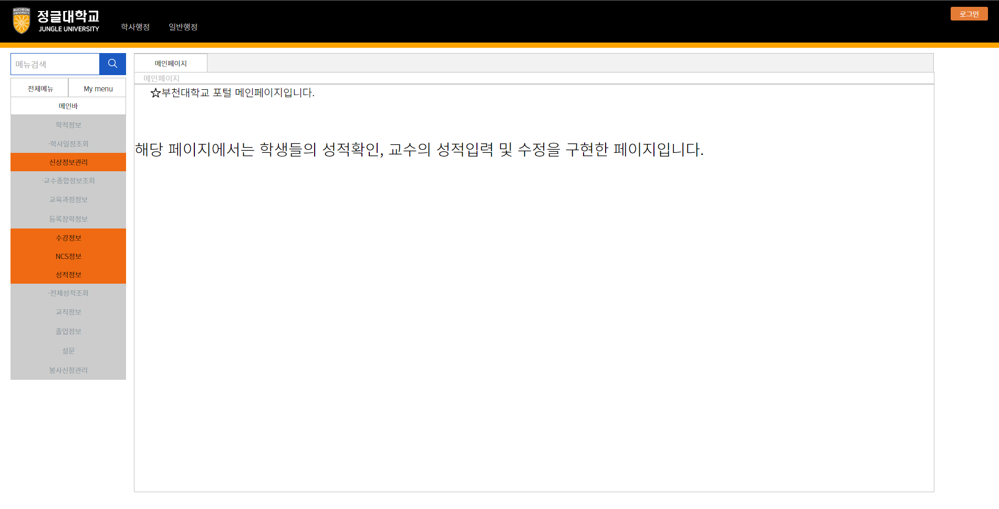 BUCHEON
UNIVERSITY
정글대학교
JUNGLE UNIVERSITY
학사행정 일반행정
로그인
메뉴검색
전체메뉴 My menu
메인바
학적정보
·학사일정조회
신상정보관리
·교수종합정보조회
교육과정정보
등록장학정보
수강정보
NCS정보
성적정보
·전체성적조회
교직정보
졸업정보
설문
봉사신청관리
메인페이지
메인페이지
☆부천대학교 포털 메인페이지입니다.
해당 페이지에서는 학생들의 성적확인, 교수의 성적입력 및 수정을 구현한 페이지입니다.